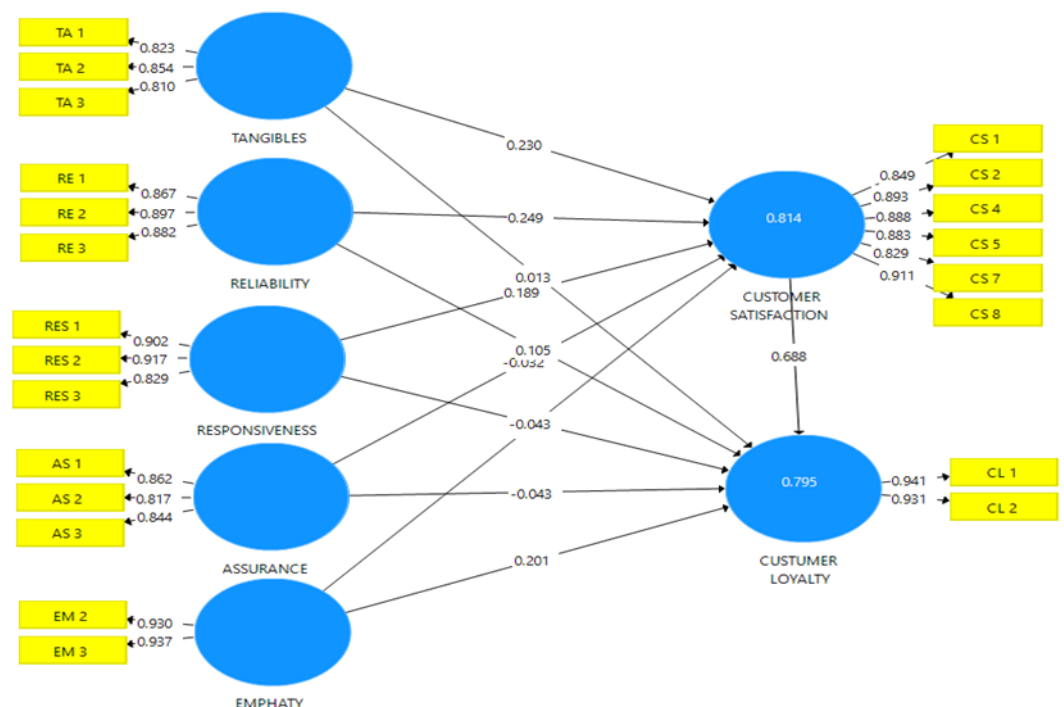 TA 1
TA 2
TA 3
0.823
0.854
0.810
TANGIBLES
RE 1
RE 2
RE 3
0.867
0.897
0.882
RELIABILITY
RES 1
RES 2
RES 3
0.902
0.917
0.829
RESPONSIVENESS
AS 1
AS 2
AS 3
0.862
0.817
0.844
ASSURANCE
EM 2
EM 3
0.930
0.937
EMPHATY
0.230
0.249
0.013
0.189
0.105
-0.032
-0.043
-0.043
0.201
0.814
CUSTOMER
SATISFACTION
0.688
0.795
CUSTUMER
LOYALTY
0.849
0.893
0.888
0.883
0.829
0.911
CS 1
CS 2
CS 4
CS 5
CS 7
CS 8
0.941
0.931
CL 1
CL 2